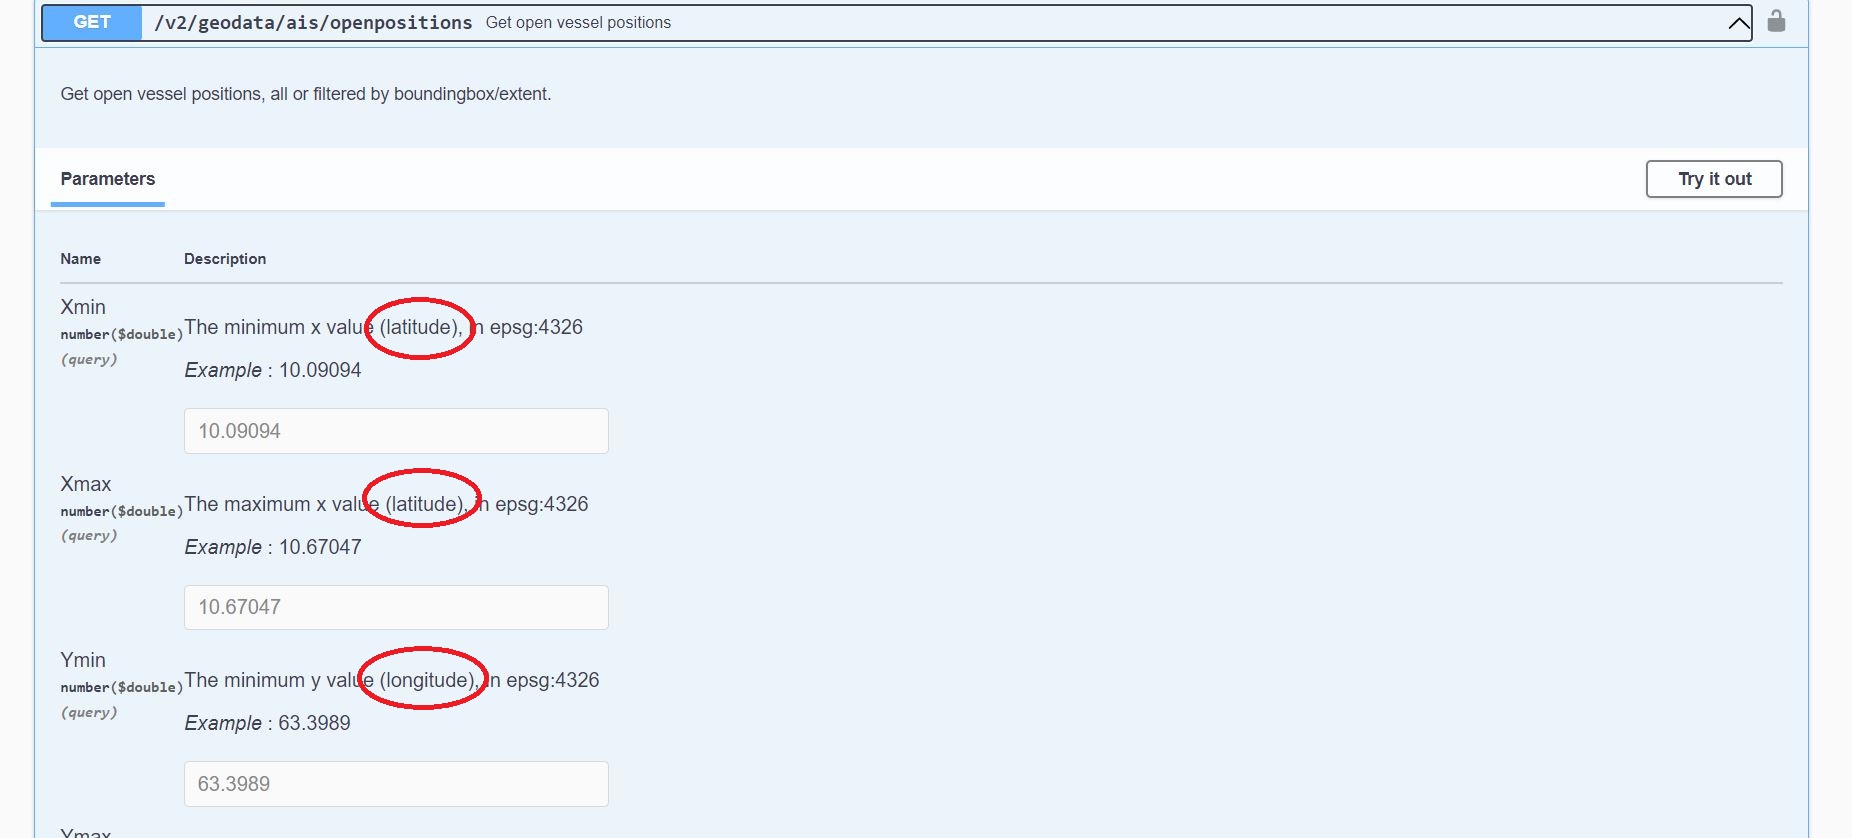 GET /v2/geodata/ais/openpositions Get open vessel positions
Get open vessel positions, all or filtered by boundingbox/extent.
Parameters Try it out
Name Description
Xmin
number($double)
(query)
The minimum x value (latitude), in epsg:4326
Example : 10.09094
10.09094
Xmax
number($double)
(query)
The maximum x value (latitude), in epsg:4326
Example : 10.67047
10.67047
Ymin
number($double)
(query)
The minimum y value (longitude), in epsg:4326
Example : 63.3989
63.3989
Ymax